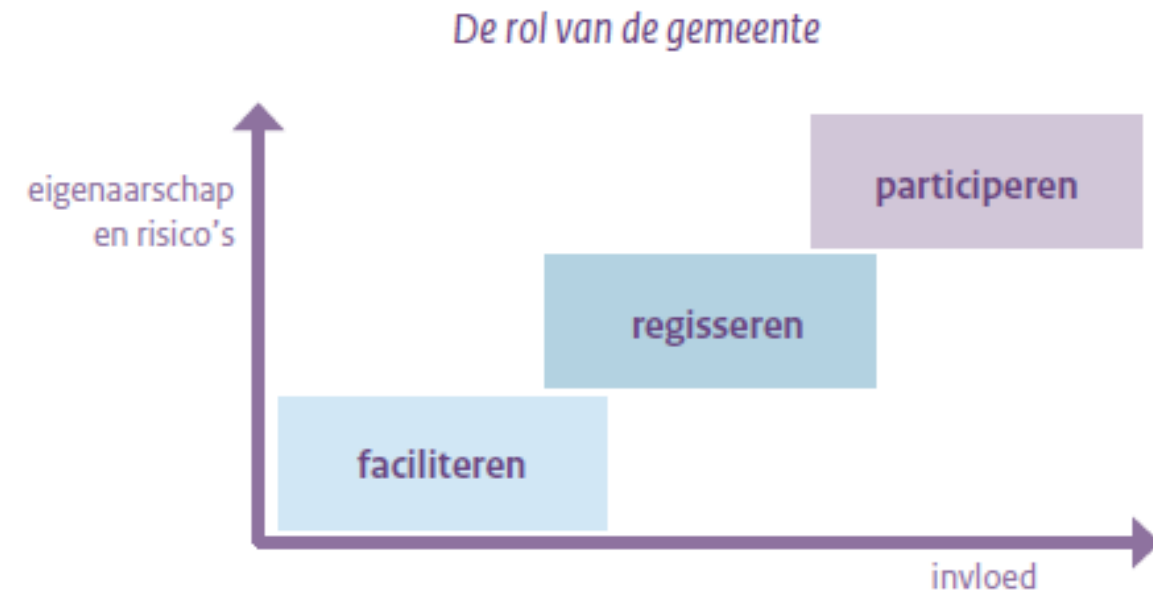 De rol van de gemeente
eigenaarschap
en risico's
participeren
regisseren
faciliteren
invloed